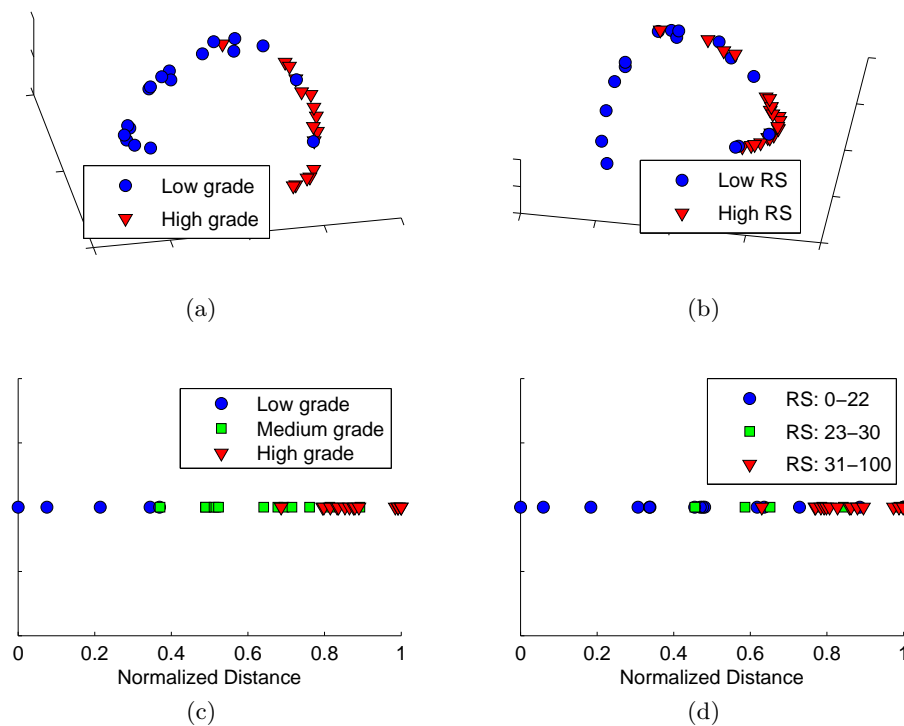 Low grade
High grade
(a)
Low RS
High RS
(b)
Low grade
Medium grade
High grade
0 0.2 0.4 0.6 0.8 1
Normalized Distance
(c)
RS: 0−22
RS: 23−30
RS: 31−100
0 0.2 0.4 0.6 0.8 1
Normalized Distance
(d)